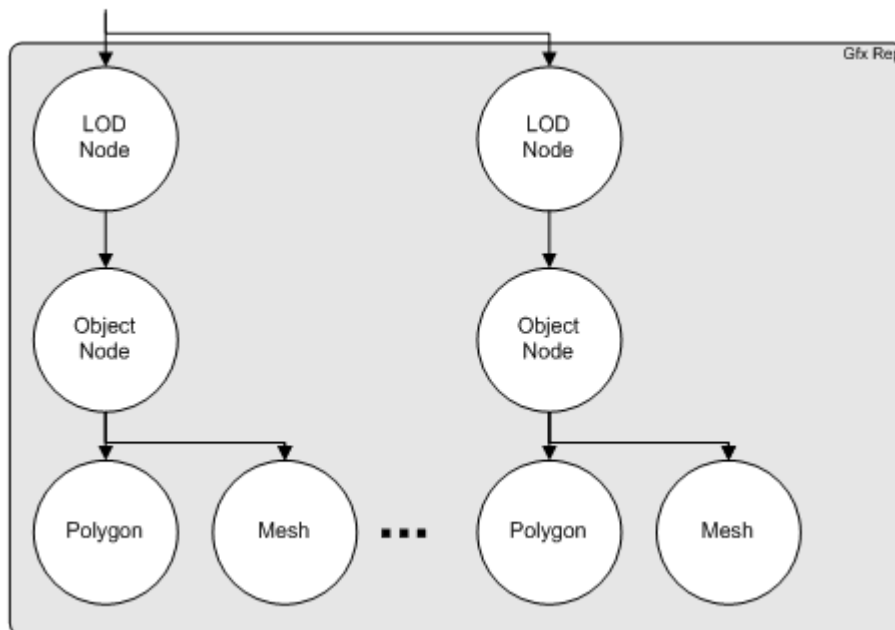 Gfx Rep
LOD
Node
LOD
Node
Object
Node
Object
Node
Polygon
Mesh
Polygon
Mesh